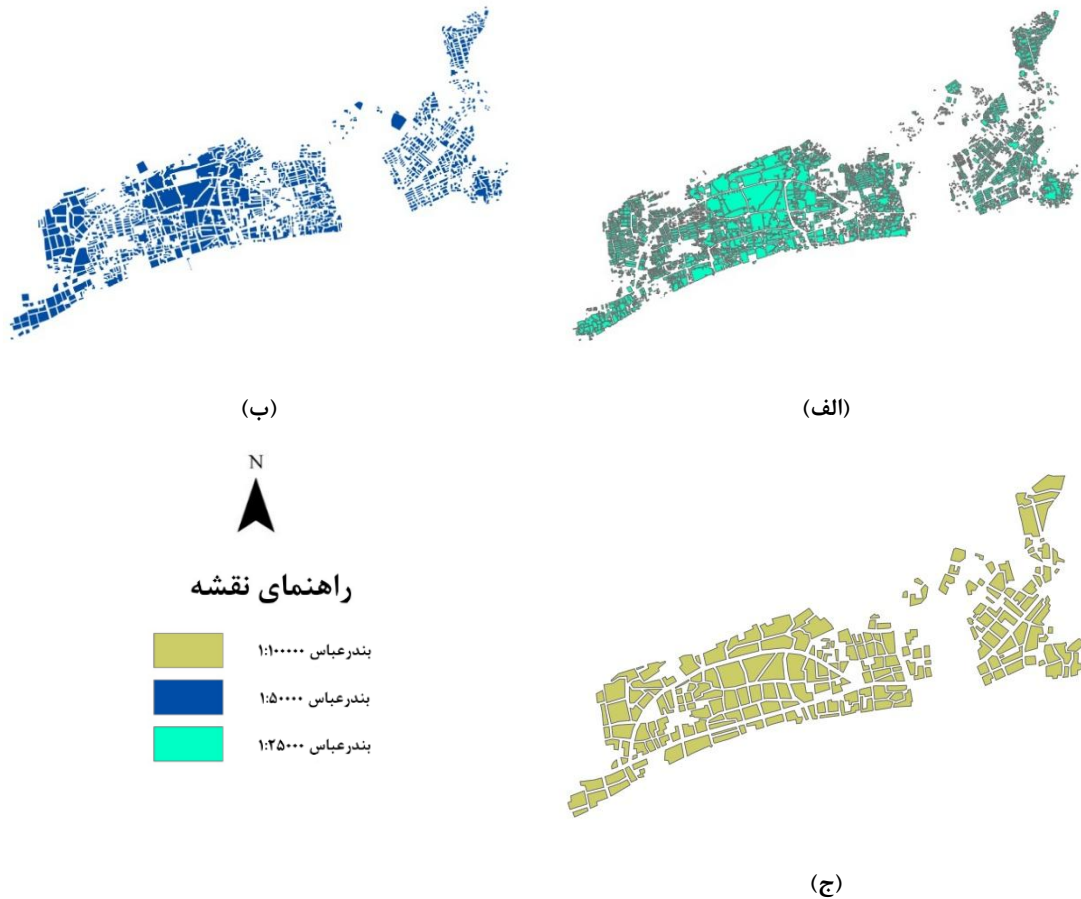 (الف)
(ب)
N
راهنمای نقشه
بندرعباس ۱:۱۰۰۰۰۰
بندرعباس ۱:۵۰۰۰۰
بندرعباس ۱:۲۵۰۰۰
(ج)